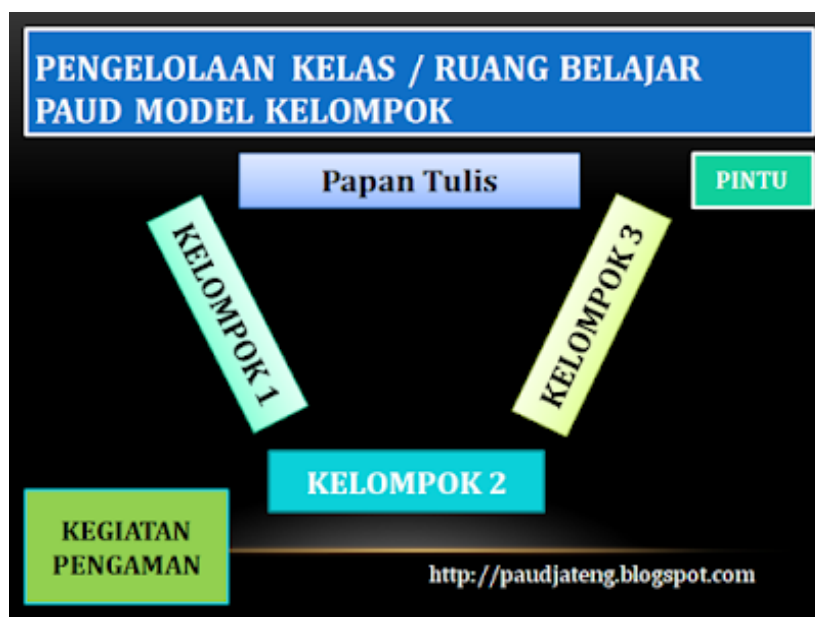 PENGELOLAAN KELAS / RUANG BELAJAR
PAUD MODEL KELOMPOK
Papan Tulis
PINTU
KELOMPOK 1
KELOMPOK 3
KELOMPOK 2
KEGIATAN
PENGAMAN
http://paudjateng.blogspot.com